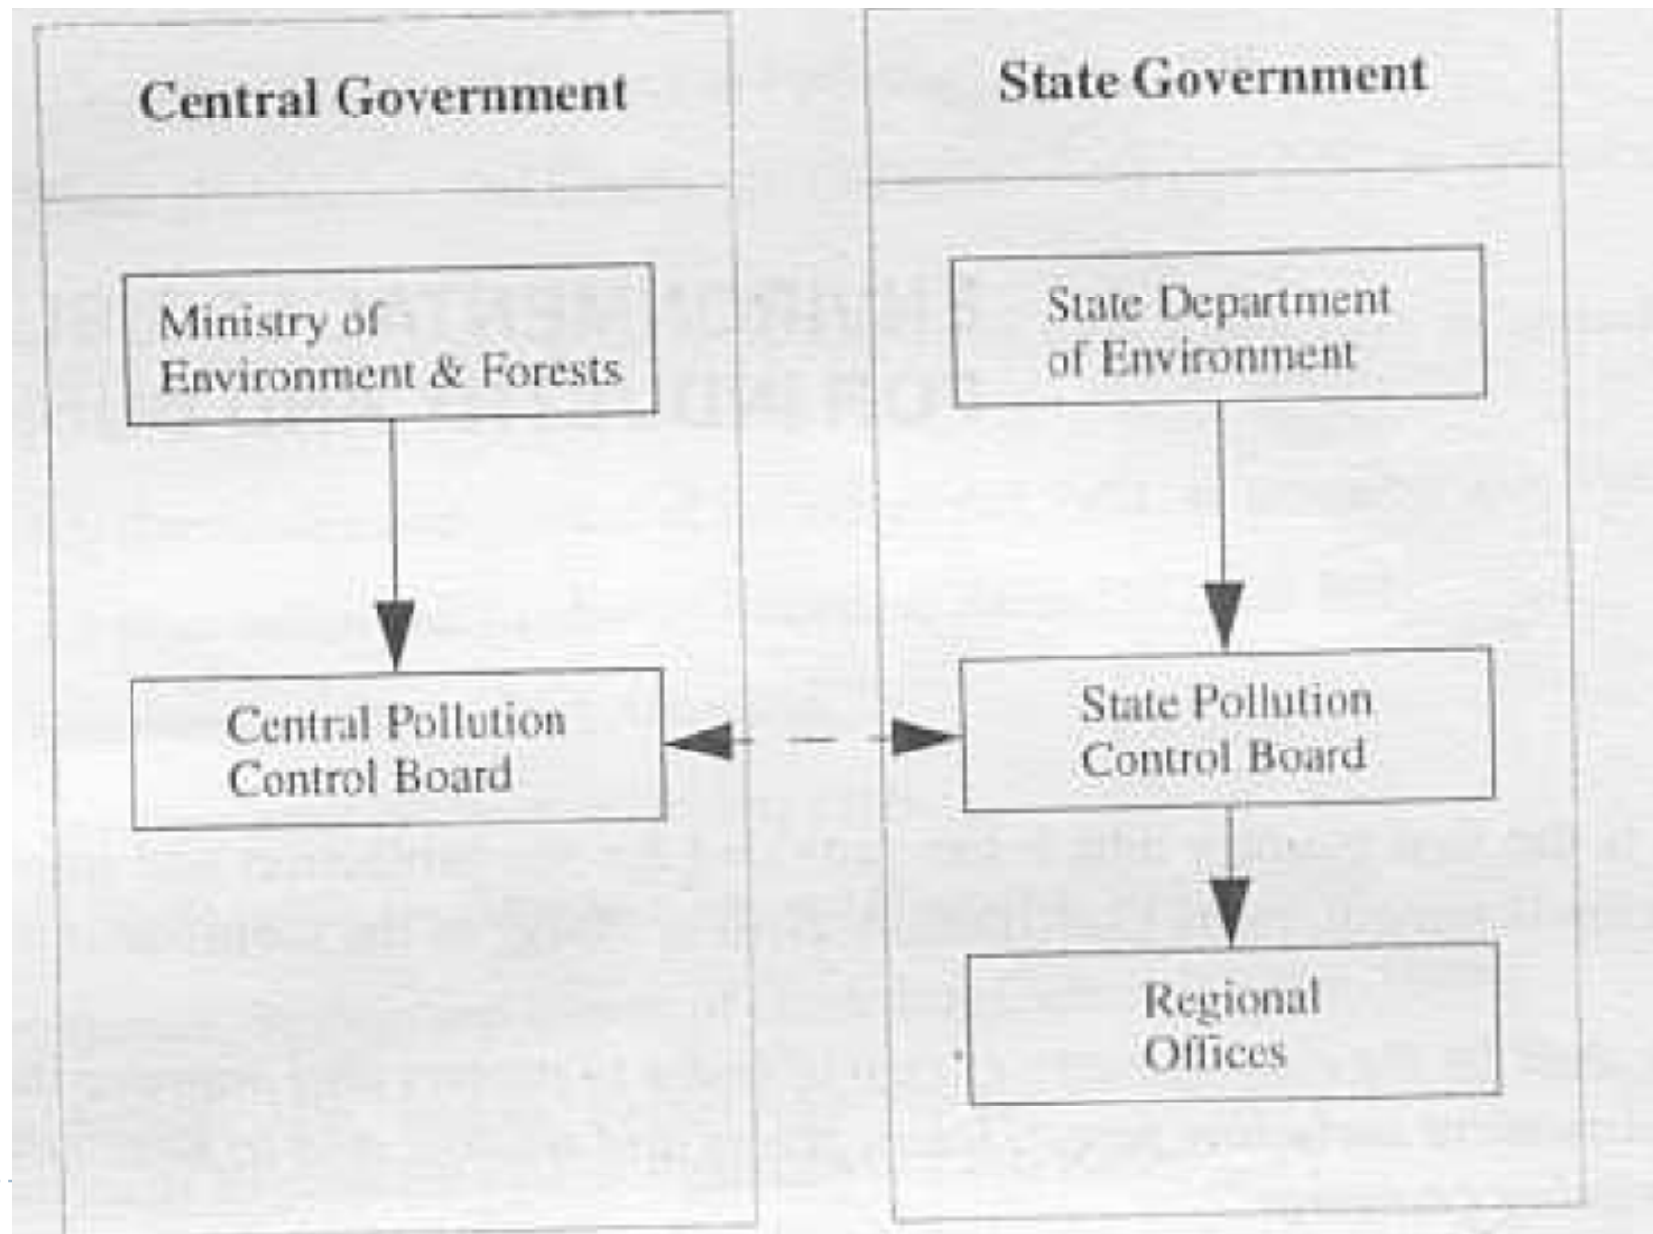 Central Government
Ministry of
Environment & Forests
Central Pollution
Control Board
State Government
State Department
of Environment
State Pollution
Control Board
Regional
Offices